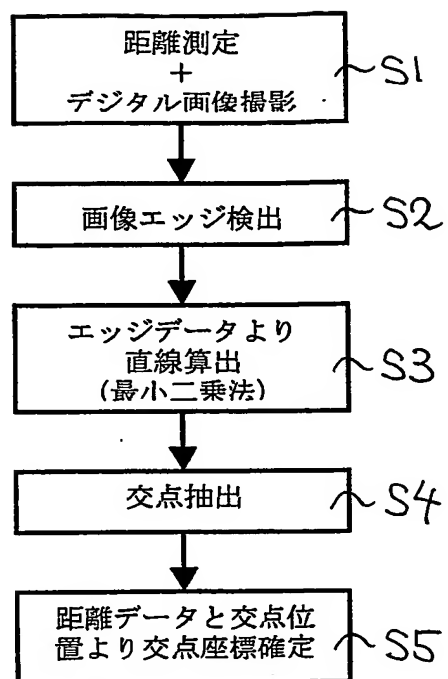 距離測定
+
デジタル画像撮影
S1
画像エッジ検出
S2
エッジデータより
直線算出
(最小二乗法)
S3
交点抽出
S4
距離データと交点位
置より交点座標確定
S5